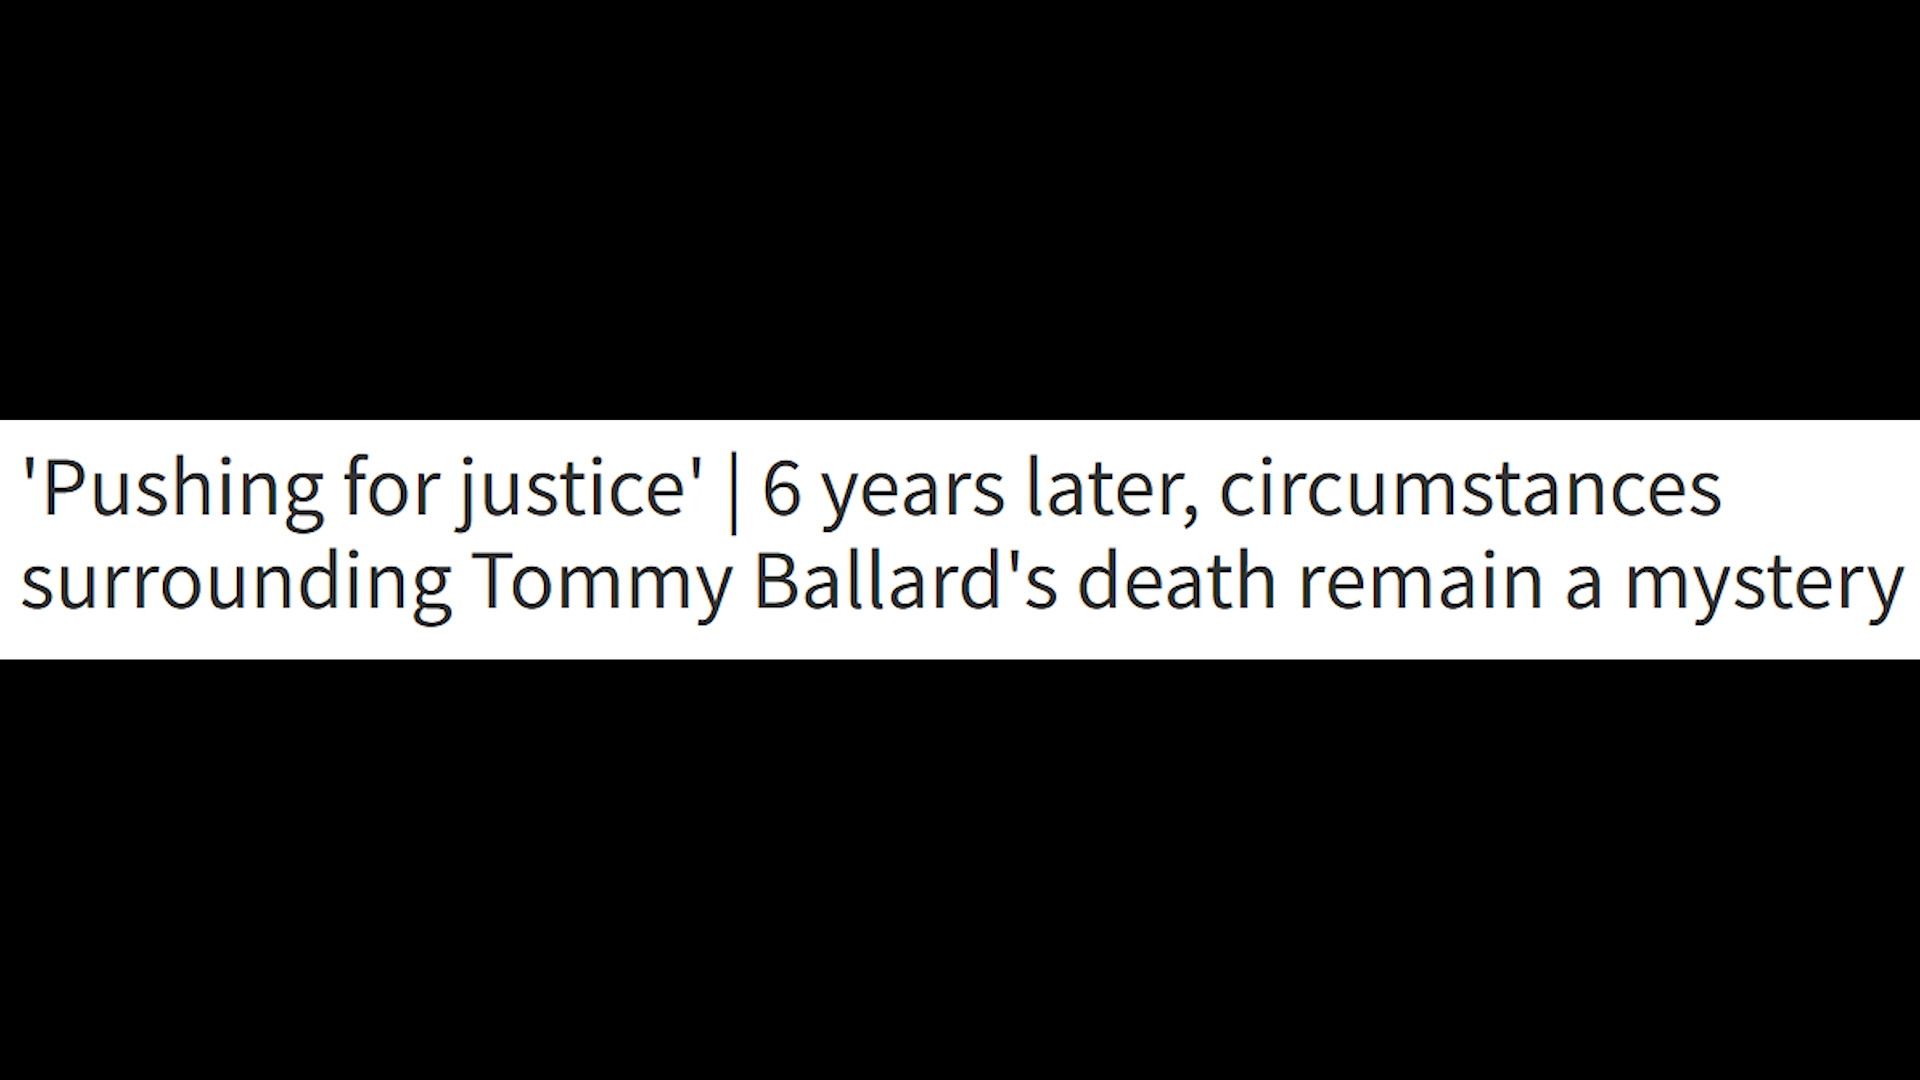 'Pushing for justice' | 6 years later, circumstances
surrounding Tommy Ballard's death remain a mystery